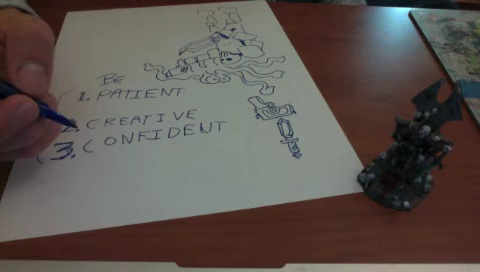 BE
1. PATIENT
2. CREATIVE
3. CONFIDENT